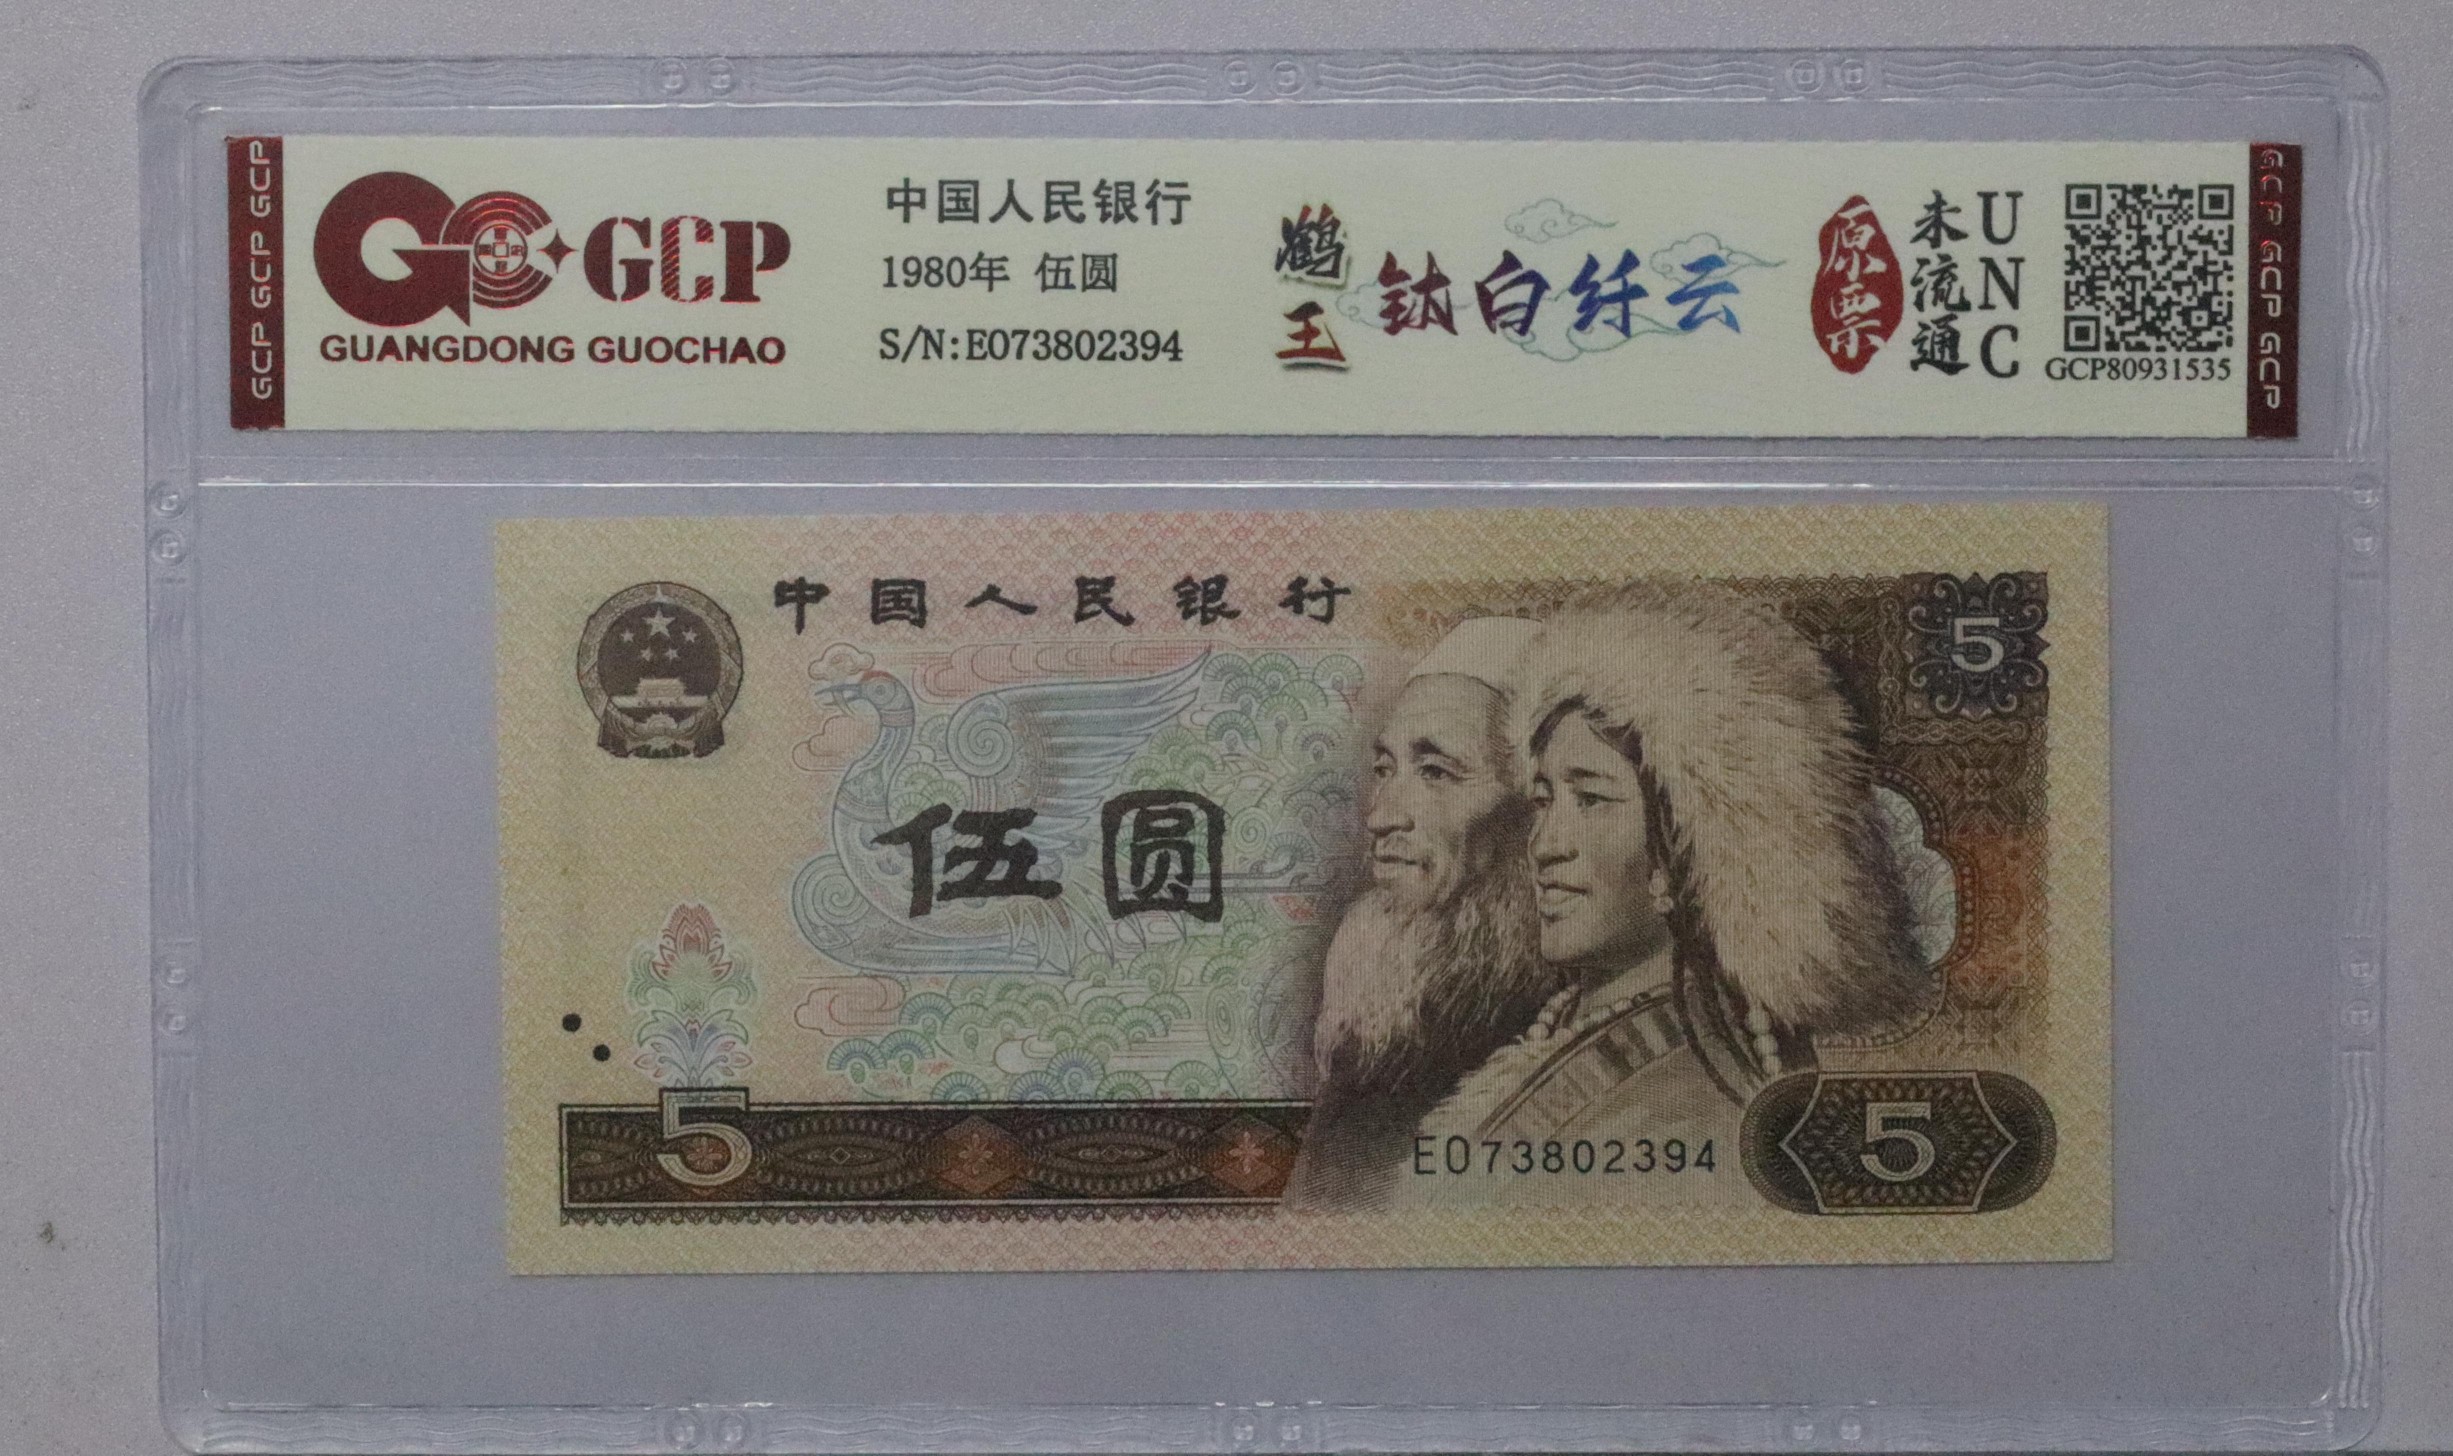 GCP GCP GCP
GCP
GUANGDONG GUOCHAO
中国人民银行
1980年 伍圆
S/N:EO73802394
鹤王
钛白纤云
原票
未流通
UNC
GCP80931535
GCP GCP GCP
中国人民银行
5
伍圆
5
EO73802394
5